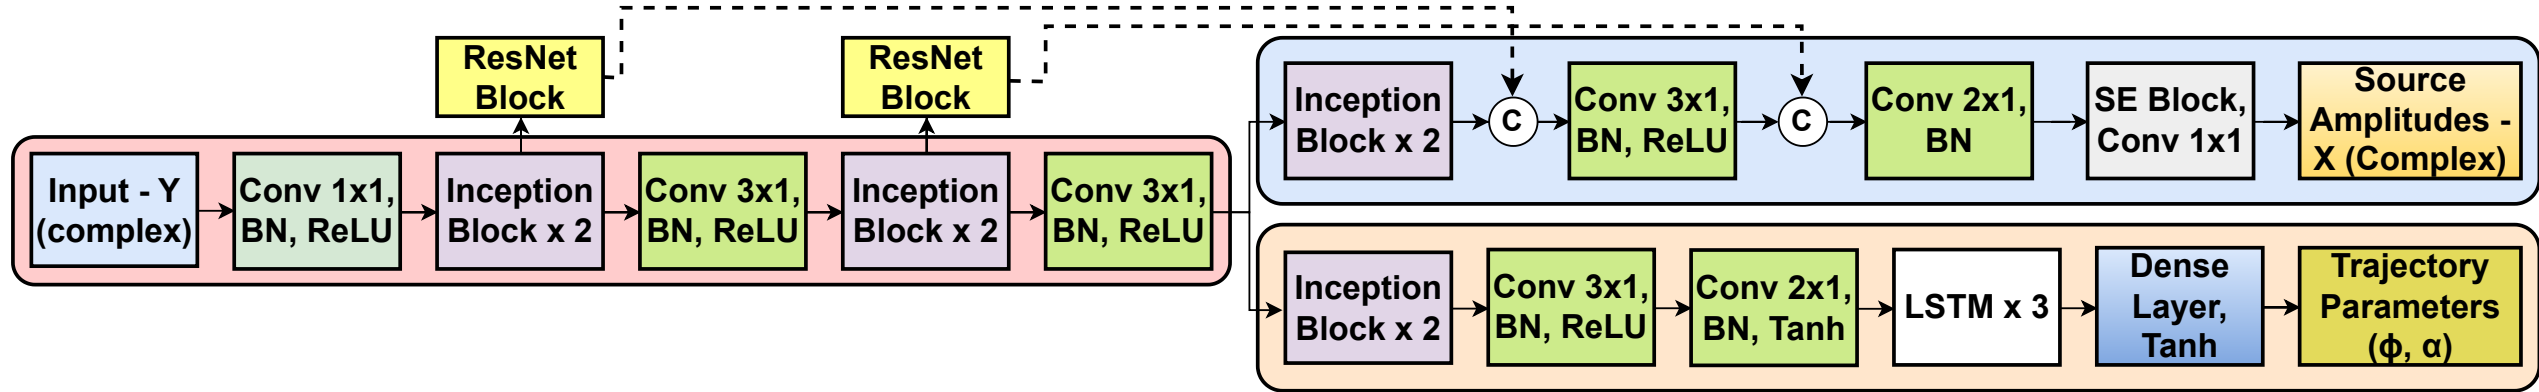 ResNet
Block
ResNet
Block
Input - Y
(complex)
Conv 1x1,
BN, ReLU
Inception
Block x 2
Conv 3x1,
BN, ReLU
Inception
Block x 2
Conv 3x1,
BN, ReLU
Inception
Block x 2
C
Conv 3x1,
BN, ReLU
C
Conv 2x1,
BN
SE Block,
Conv 1x1
Source
Amplitudes -
X (Complex)
Inception
Block x 2
Conv 3x1,
BN, ReLU
Conv 2x1,
BN, Tanh
LSTM x 3
Dense
Layer,
Tanh
Trajectory
Parameters
(ϕ, α)